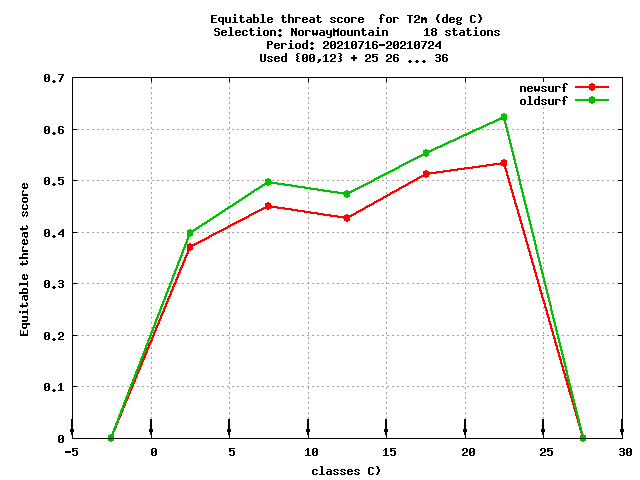 Equitable threat score  for T2m (deg C)
Selection: NorwayMountain     18 stations
Period: 20210716-20210724
Used {00,12} + 25 26 ... 36
newsurf
oldsurf
0.7
0.6
0.5
0.4
0.3
0.2
0.1
0
Equitable threat score
-5 0 5 10 15 20 25 30
classes C)